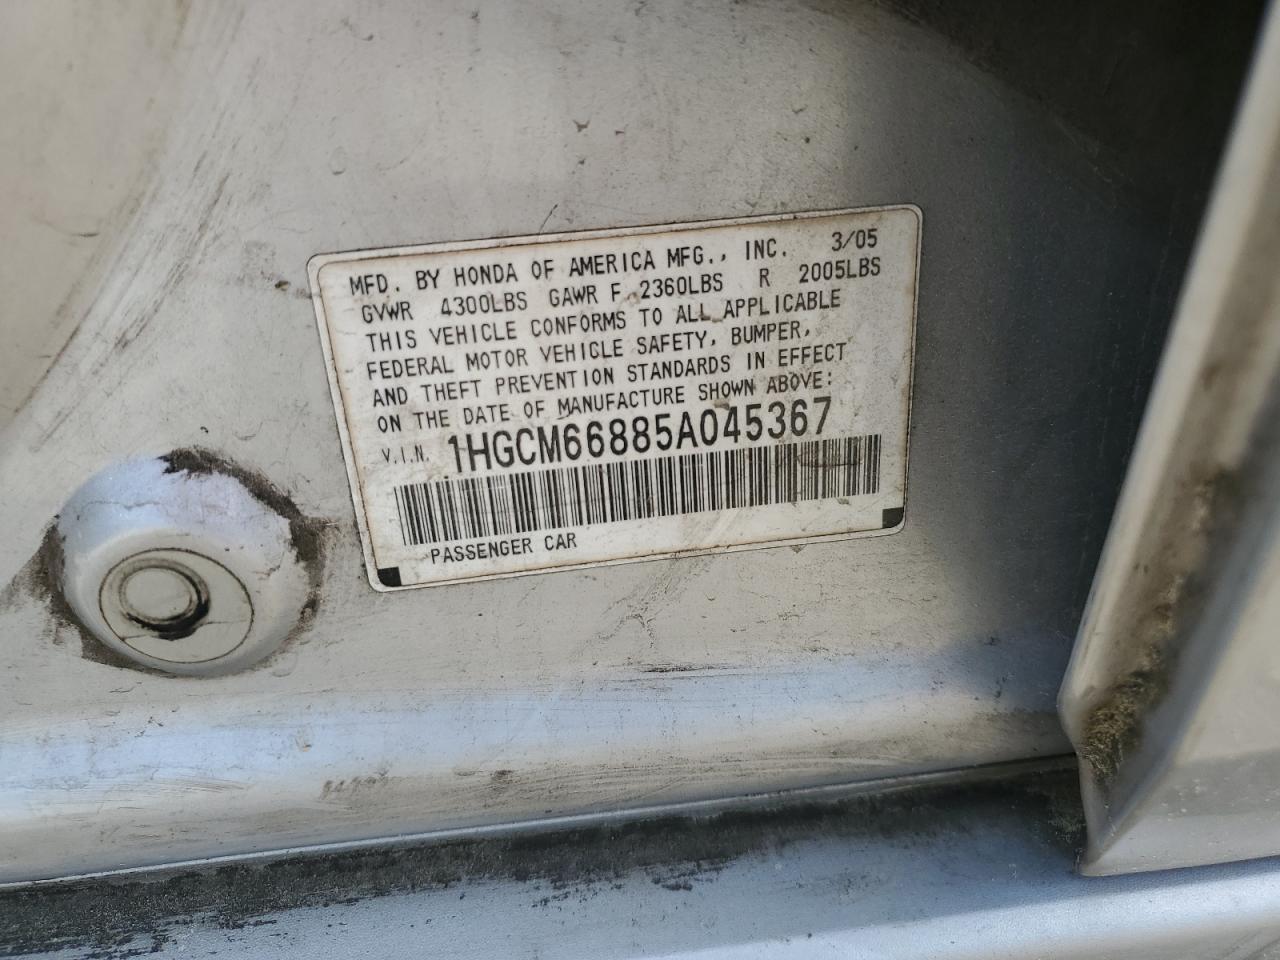 MFD. BY HONDA OF AMERICA MFG., INC. 3/05
GVWR 4300LBS GAWR F 2360LBS R 2005LBS
THIS VEHICLE CONFORMS TO ALL APPLICABLE
FEDERAL MOTOR VEHICLE SAFETY, BUMPER,
AND THEFT PREVENTION STANDARDS IN EFFECT
ON THE DATE OF MANUFACTURE SHOWN ABOVE:
V.I.N. 1HGCM66885A045367
PASSENGER CAR